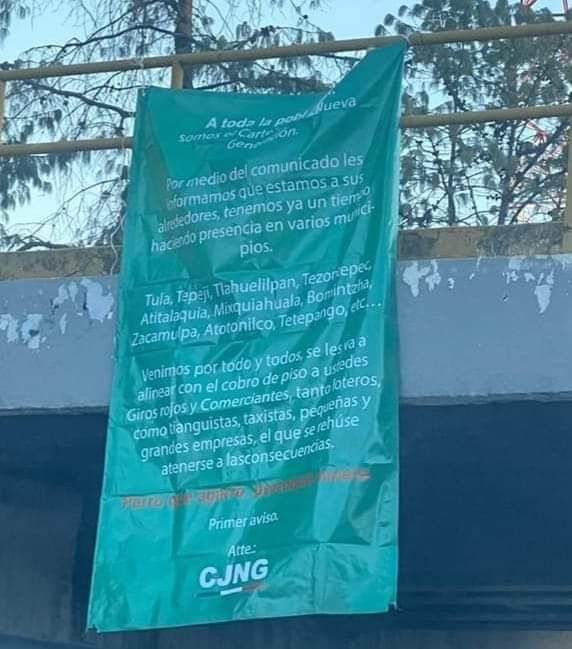 A toda la Nueva
Somos el Cartel
Generación.
Por medio del comunicado les
informamos que estamos a sus
alrededores, tenemos ya un tiempo
haciendo presencia en varios munici-
pios.
Tula, Tepeji, Tlahuelilpan, Tezontepec,
Atitalaquia, Mixquiahuala, Bomintzha,
Zacamulpa, Atotonilco, Tetepango, etc...
Venimos por todo y todos, se les va a
alinear con el cobro de piso a ustedes
Giros rojos y Comerciantes, tanto loteros,
como tianguistas, taxistas, pequeñas y
grandes empresas, el que se rehúse
atenerse a lasconsecuencias.
Primer aviso.
Atte.:
CJNG